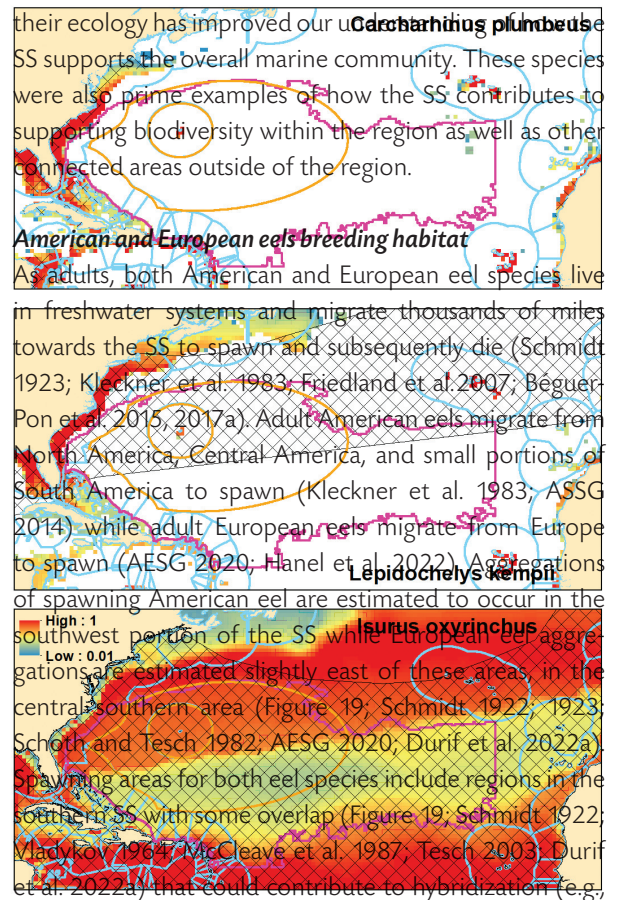 their ecology has improved our understanding of how the
Carcharhinus plumbeus
SS supports the overall marine community. These species
were also prime examples of how the SS contributes to
supporting biodiversity within the region as well as other
connected areas outside of the region.
American and European eels breeding habitat
As adults, both American and European eel species live
in freshwater systems and migrate thousands of miles
towards the SS to spawn and subsequently die (Schmidt
1923; Kleckner et al. 1983; Friedland et al. 2007; Béguer-
Pon et al. 2015, 2017a). Adult American eels migrate from
North America, Central America, and small portions of
South America to spawn (Kleckner et al. 1983; ASSG
2014) while adult European eels migrate from Europe
to spawn (AESG 2020; Hanel et al. 2022). Aggregations
Lepidochelys kempii
of spawning American eel are estimated to occur in the
High : 1
Isurus oxyrinchus
southwest portion of the SS while European eel aggre-
Low : 0.01
gations are estimated slightly east of these areas, in the
central southern area (Figure 19; Schmidt 1922, 1923;
Schoth and Tesch 1982; AESG 2020; Durif et al. 2022a).
Spawning areas for both eel species include regions in the
southern SS with some overlap (Figure 19; Schmidt 1922;
Vladykov 1964; McCleave et al. 1987; Tesch 2003; Durif
et al. 2022a) that could contribute to hybridization (e.g.,